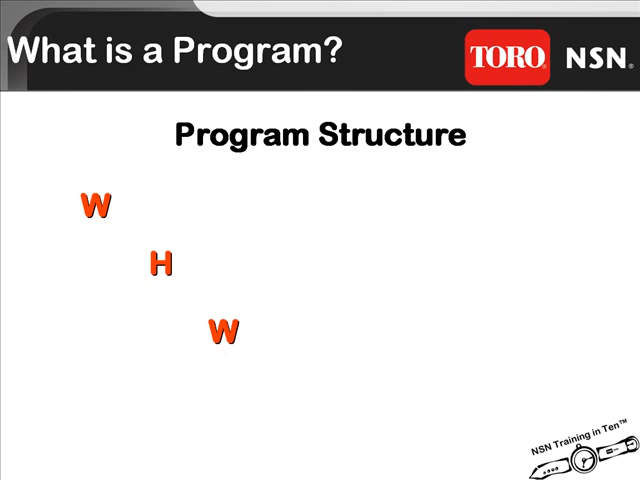 What is a Program?
TORO® NSN®
Program Structure
W
H
W
NSN Training in Ten™